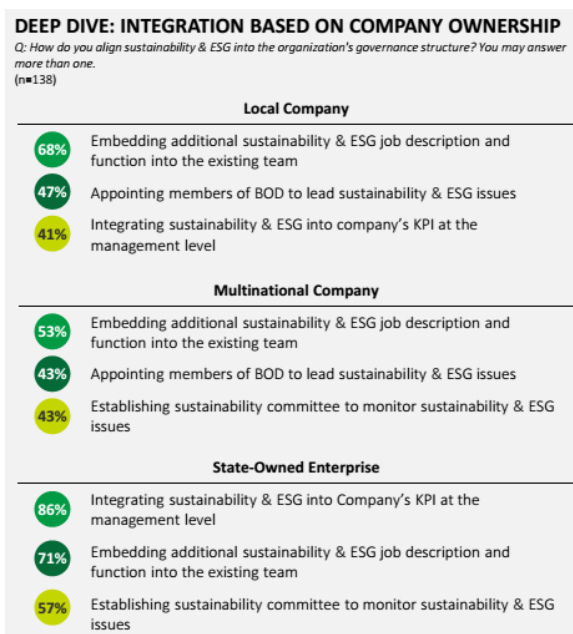 DEEP DIVE: INTEGRATION BASED ON COMPANY OWNERSHIP
Q: How do you align sustainability & ESG into the organization's governance structure? You may answer
more than one.
(n=138)
Local Company
68% Embedding additional sustainability & ESG job description and
function into the existing team
47% Appointing members of BOD to lead sustainability & ESG issues
41% Integrating sustainability & ESG into company's KPI at the
management level
Multinational Company
53% Embedding additional sustainability & ESG job description and
function into the existing team
43% Appointing members of BOD to lead sustainability & ESG issues
43% Establishing sustainability committee to monitor sustainability & ESG
issues
State-Owned Enterprise
86% Integrating sustainability & ESG into Company's KPI at the
management level
71% Embedding additional sustainability & ESG job description and
function into the existing team
57% Establishing sustainability committee to monitor sustainability & ESG
issues